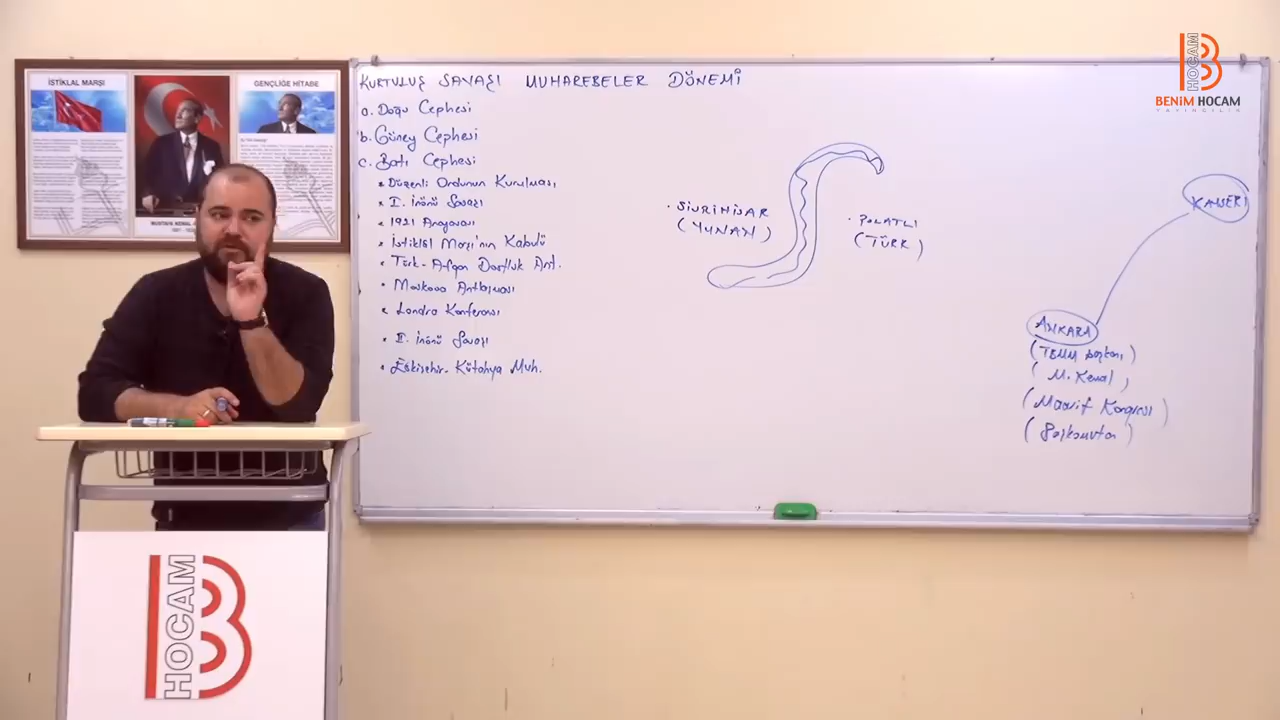 KURTULUŞ SAVAŞI MUHAREBELER DÖNEMİ
a. Doğu Cephesi
b. Güney Cephesi
c. Batı Cephesi
• Düzenli Ordunun Kurulması
• I. İnönü Savaşı
• 1921 Anayasası
• İstiklal Marşı'nın Kabulü
• Türk-Afgan Dostluk Ant.
• Moskova Antlaşması
• Londra Konferansı
• II. İnönü Savaşı
• Eskişehir-Kütahya Muh.
• SİVRİHİSAR
(YUNAN)
• POLATLI
(TÜRK)
KAYSERİ
ANKARA
(TBMM Başkanı)
(M. Kemal)
(Maarif Kongresi)
(Başkomutan)
İSTİKLAL MARŞI
GENÇLİĞE HİTABE
B HOCAM
BENİM HOCAM
YAYINCILIK
B HOCAM